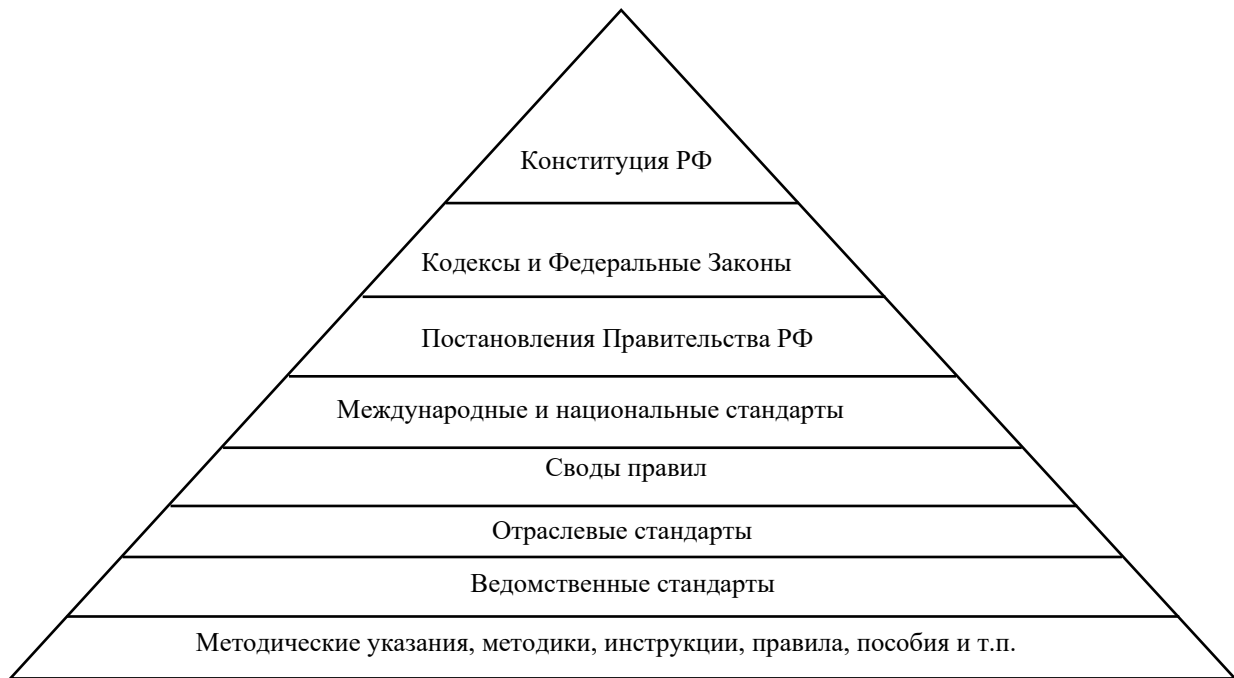 Конституция РФ
Кодексы и Федеральные Законы
Постановления Правительства РФ
Международные и национальные стандарты
Своды правил
Отраслевые стандарты
Ведомственные стандарты
Методические указания, методики, инструкции, правила, пособия и т.п.